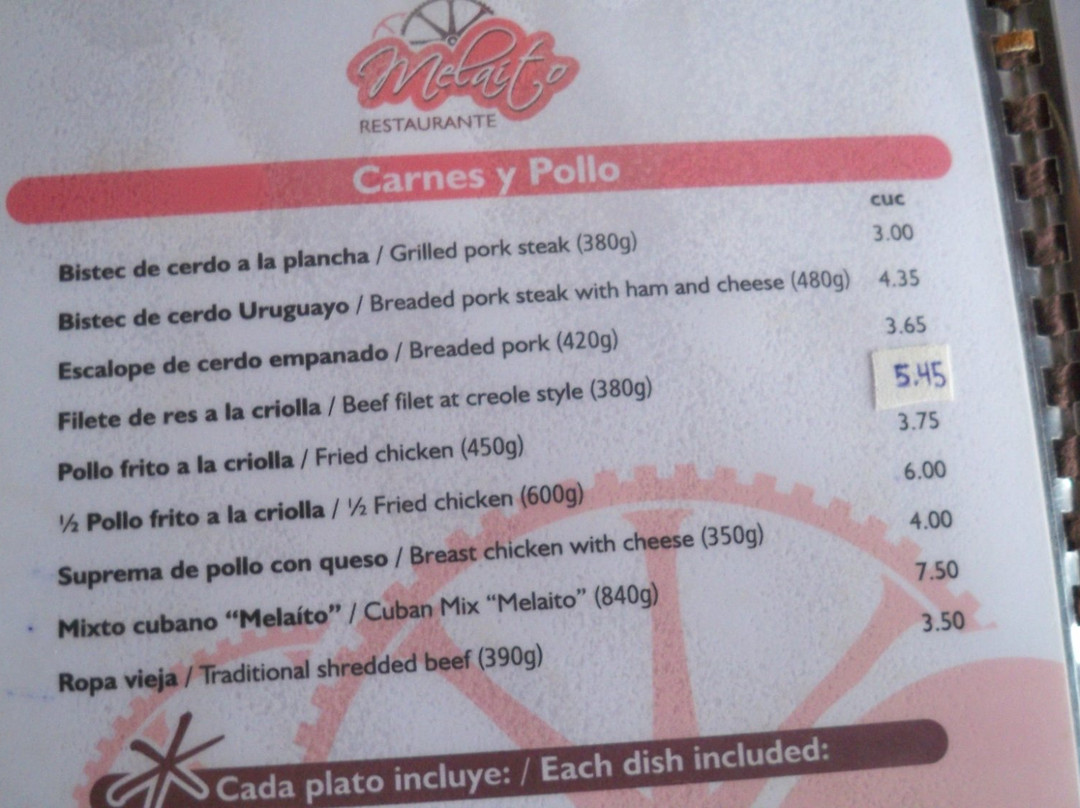 Melaito
RESTAURANTE
Carnes y Pollo
cuc
Bistec de cerdo a la plancha / Grilled pork steak (380g) 3.00
Bistec de cerdo Uruguayo / Breaded pork steak with ham and cheese (480g) 4.35
Escalope de cerdo empanado / Breaded pork (420g) 3.65
Filete de res a la criolla / Beef filet at creole style (380g) 5.45
Pollo frito a la criolla / Fried chicken (450g) 3.75
½ Pollo frito a la criolla / ½ Fried chicken (600g) 6.00
Suprema de pollo con queso / Breast chicken with cheese (350g) 4.00
Mixto cubano “Melaíto” / Cuban Mix “Melaito” (840g) 7.50
Ropa vieja / Traditional shredded beef (390g) 3.50
Cada plato incluye: / Each dish included: